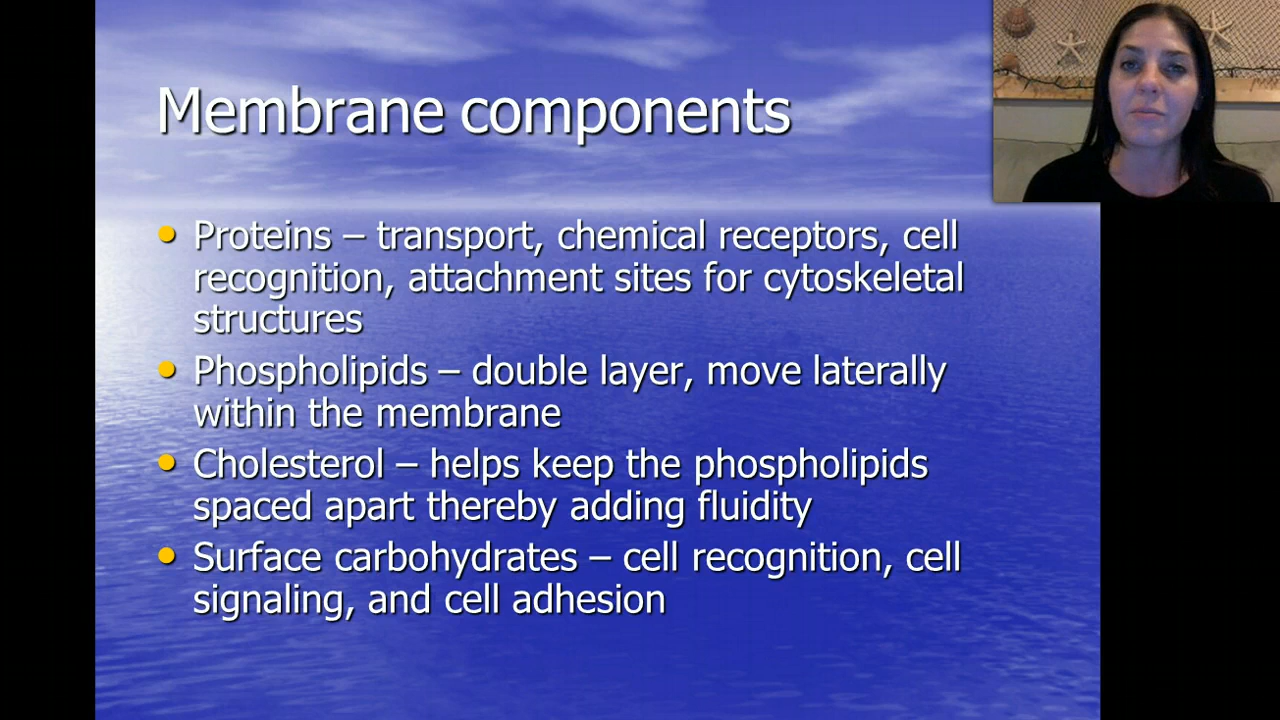 Membrane components
• Proteins – transport, chemical receptors, cell
recognition, attachment sites for cytoskeletal
structures
• Phospholipids – double layer, move laterally
within the membrane
• Cholesterol – helps keep the phospholipids
spaced apart thereby adding fluidity
• Surface carbohydrates – cell recognition, cell
signaling, and cell adhesion